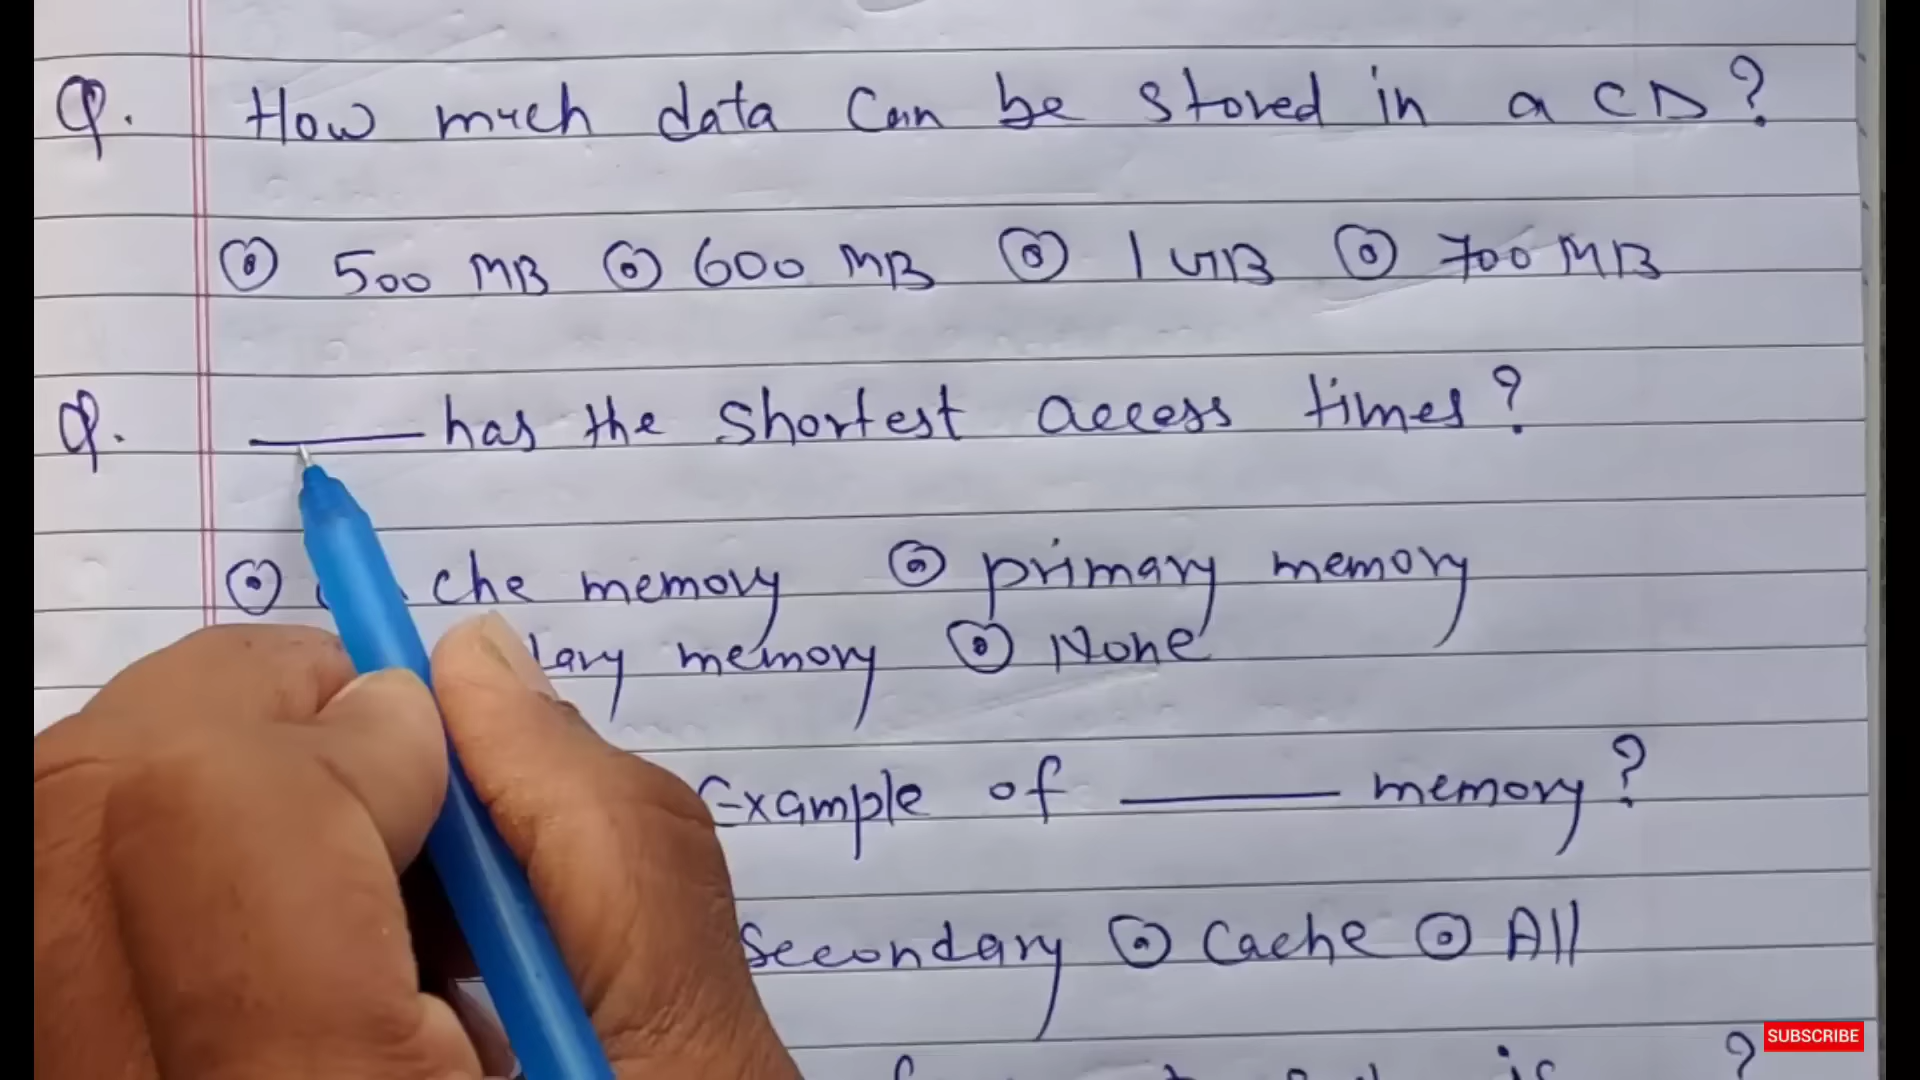 Q. How much data Can be stored in a CD?
500 MB 600 MB 1 GB 700 MB
Q. ____ has the shortest access times?
che memory primary memory
memory None
Example of ____ memory?
Secondary Cache All
is ?
SUBSCRIBE